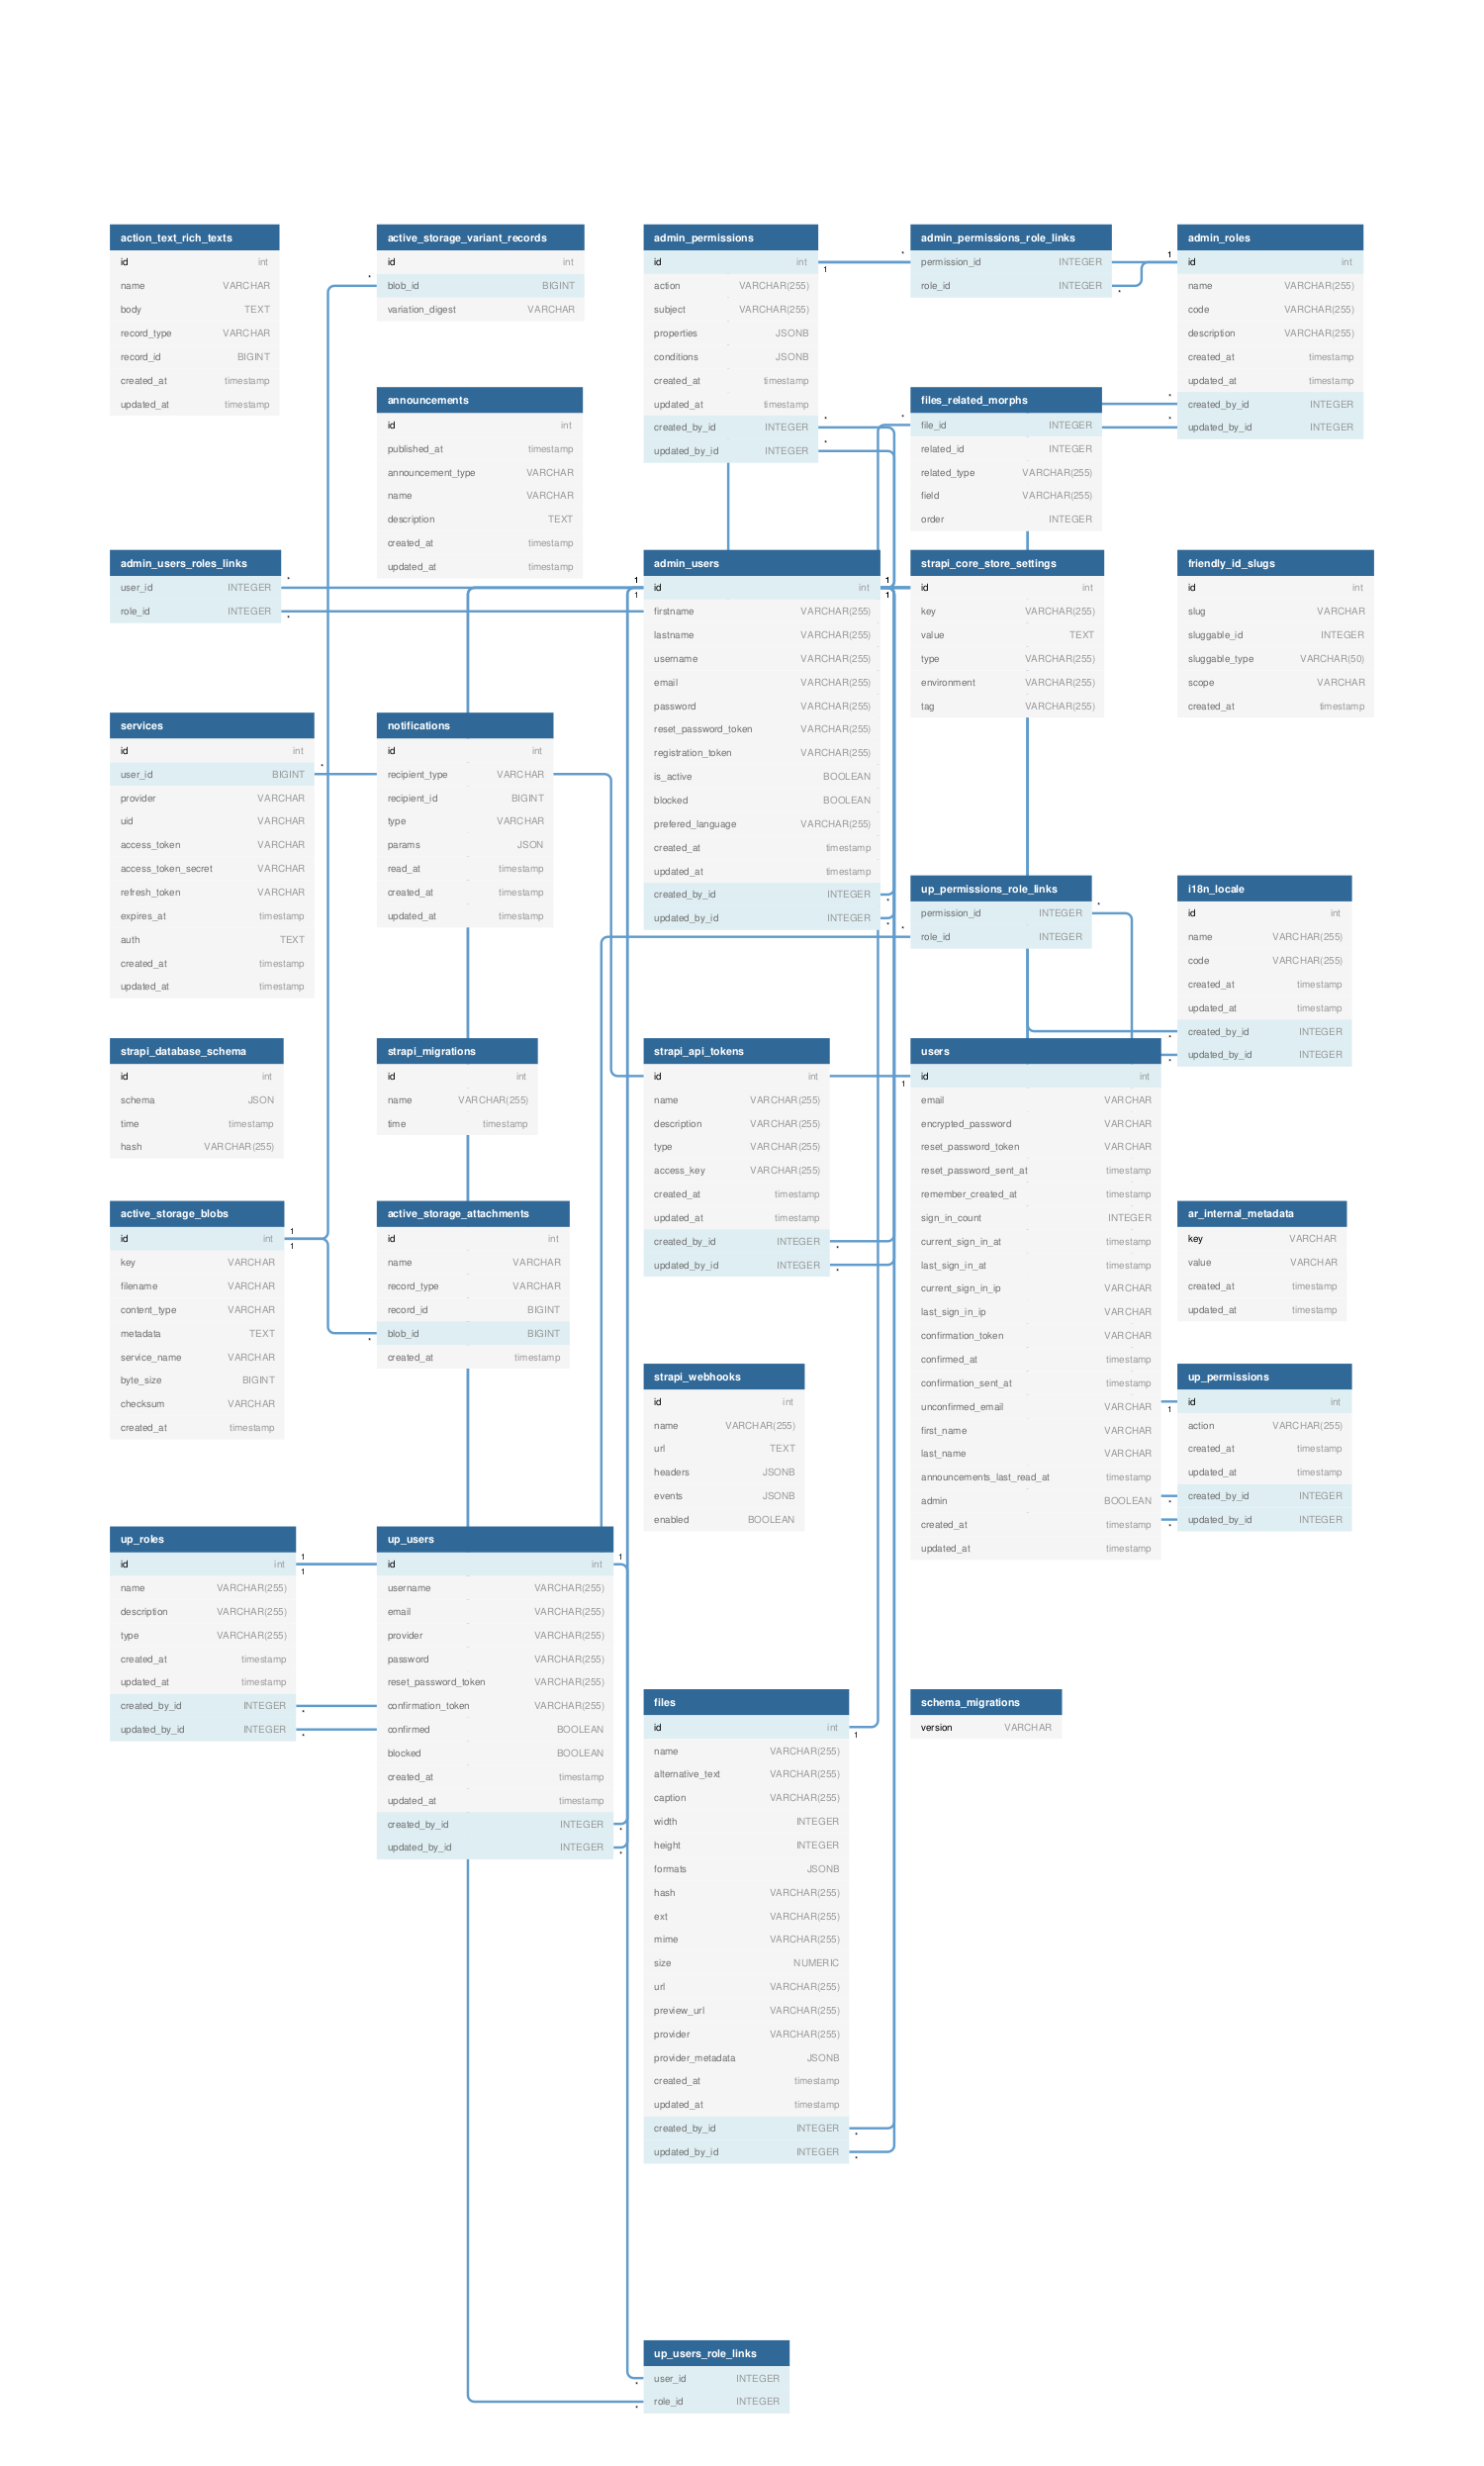 action_text_rich_texts
id int
name VARCHAR
body TEXT
record_type VARCHAR
record_id BIGINT
created_at timestamp
updated_at timestamp
active_storage_variant_records
id int
* blob_id BIGINT
variation_digest VARCHAR
admin_permissions
id int 1
action VARCHAR(255)
subject VARCHAR(255)
properties JSONB
conditions JSONB
created_at timestamp
updated_at timestamp
created_by_id INTEGER *
updated_by_id INTEGER *
admin_permissions_role_links
* permission_id INTEGER
role_id INTEGER *
admin_roles
1 id int
name VARCHAR(255)
code VARCHAR(255)
description VARCHAR(255)
created_at timestamp
updated_at timestamp
* created_by_id INTEGER
* updated_by_id INTEGER
announcements
id int
published_at timestamp
announcement_type VARCHAR
name VARCHAR
description TEXT
created_at timestamp
updated_at timestamp
files_related_morphs
* file_id INTEGER
related_id INTEGER
related_type VARCHAR(255)
field VARCHAR(255)
order INTEGER
admin_users_roles_links
user_id INTEGER *
role_id INTEGER *
admin_users
1 1 id int 1 1
firstname VARCHAR(255)
lastname VARCHAR(255)
username VARCHAR(255)
email VARCHAR(255)
password VARCHAR(255)
reset_password_token VARCHAR(255)
registration_token VARCHAR(255)
is_active BOOLEAN
blocked BOOLEAN
prefered_language VARCHAR(255)
created_at timestamp
updated_at timestamp
created_by_id INTEGER *
updated_by_id INTEGER *
strapi_core_store_settings
id int
key VARCHAR(255)
value TEXT
type VARCHAR(255)
environment VARCHAR(255)
tag VARCHAR(255)
friendly_id_slugs
id int
slug VARCHAR
sluggable_id INTEGER
sluggable_type VARCHAR(50)
scope VARCHAR
created_at timestamp
services
id int
user_id BIGINT *
provider VARCHAR
uid VARCHAR
access_token VARCHAR
access_token_secret VARCHAR
refresh_token VARCHAR
expires_at timestamp
auth TEXT
created_at timestamp
updated_at timestamp
notifications
id int
recipient_type VARCHAR
recipient_id BIGINT
type VARCHAR
params JSON
read_at timestamp
created_at timestamp
updated_at timestamp
up_permissions_role_links
permission_id INTEGER *
* role_id INTEGER
i18n_locale
id int
name VARCHAR(255)
code VARCHAR(255)
created_at timestamp
updated_at timestamp
* created_by_id INTEGER
* updated_by_id INTEGER
strapi_database_schema
id int
schema JSON
time timestamp
hash VARCHAR(255)
strapi_migrations
id int
name VARCHAR(255)
time timestamp
strapi_api_tokens
id int
name VARCHAR(255)
description VARCHAR(255)
type VARCHAR(255)
access_key VARCHAR(255)
created_at timestamp
updated_at timestamp
created_by_id INTEGER *
updated_by_id INTEGER *
users
1 id int
email VARCHAR
encrypted_password VARCHAR
reset_password_token VARCHAR
reset_password_sent_at timestamp
remember_created_at timestamp
sign_in_count INTEGER
current_sign_in_at timestamp
last_sign_in_at timestamp
current_sign_in_ip VARCHAR
last_sign_in_ip VARCHAR
confirmation_token VARCHAR
confirmed_at timestamp
confirmation_sent_at timestamp
unconfirmed_email VARCHAR
first_name VARCHAR
last_name VARCHAR
announcements_last_read_at timestamp
admin BOOLEAN
created_at timestamp
updated_at timestamp
active_storage_blobs
id int 1 1
key VARCHAR
filename VARCHAR
content_type VARCHAR
metadata TEXT
service_name VARCHAR
byte_size BIGINT
checksum VARCHAR
created_at timestamp
active_storage_attachments
id int
name VARCHAR
record_type VARCHAR
record_id BIGINT
* blob_id BIGINT
created_at timestamp
ar_internal_metadata
key VARCHAR
value VARCHAR
created_at timestamp
updated_at timestamp
strapi_webhooks
id int
name VARCHAR(255)
url TEXT
headers JSONB
events JSONB
enabled BOOLEAN
up_permissions
1 id int
action VARCHAR(255)
created_at timestamp
updated_at timestamp
* created_by_id INTEGER
* updated_by_id INTEGER
up_roles
id int 1 1
name VARCHAR(255)
description VARCHAR(255)
type VARCHAR(255)
created_at timestamp
updated_at timestamp
created_by_id INTEGER *
updated_by_id INTEGER *
up_users
id int 1
username VARCHAR(255)
email VARCHAR(255)
provider VARCHAR(255)
password VARCHAR(255)
reset_password_token VARCHAR(255)
confirmation_token VARCHAR(255)
confirmed BOOLEAN
blocked BOOLEAN
created_at timestamp
updated_at timestamp
created_by_id INTEGER *
updated_by_id INTEGER *
files
id int 1
name VARCHAR(255)
alternative_text VARCHAR(255)
caption VARCHAR(255)
width INTEGER
height INTEGER
formats JSONB
hash VARCHAR(255)
ext VARCHAR(255)
mime VARCHAR(255)
size NUMERIC
url VARCHAR(255)
preview_url VARCHAR(255)
provider VARCHAR(255)
provider_metadata JSONB
created_at timestamp
updated_at timestamp
created_by_id INTEGER *
updated_by_id INTEGER *
schema_migrations
version VARCHAR
up_users_role_links
* user_id INTEGER
* role_id INTEGER